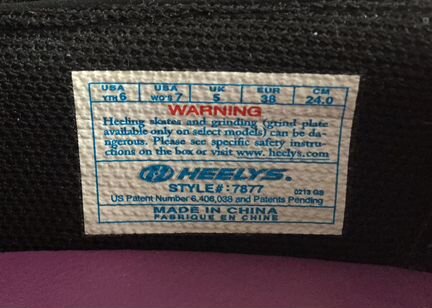 USA USA UK EUR CM
YTH 6 WO'S 7 5 38 24.0
WARNING
Heeling skates and grinding (grind plate
available only on select models) can be da-
ngerous. Please see specific safety instru-
ctions on the box or visit www.heelys.com
HEELYS.
STYLE#:7877 0213 GS
US Patent Number 6,406,038 and Patents Pending
MADE IN CHINA
FABRIQUE EN CHINE